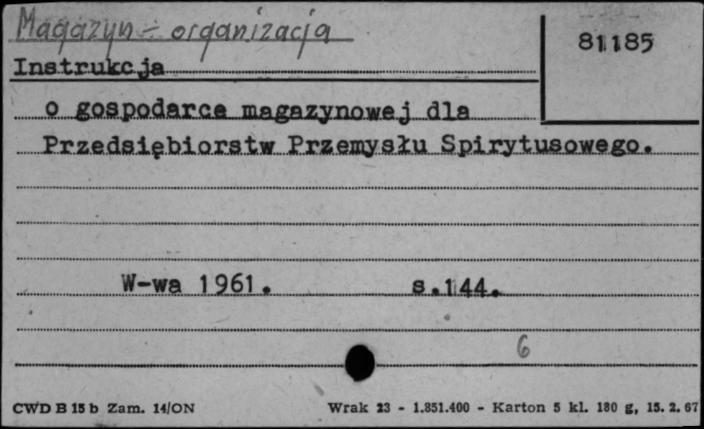 Magazyn - organizacja
81185
Instrukcja
o gospodarce magazynowej dla
Przedsiębiorstw Przemysłu Spirytusowego.
W-wa 1961. s.144.
6
CWD B 15 b Zam. 14/ON Wrak 23 - 1.851.400 - Karton 5 kl. 180 g, 15. 2. 67